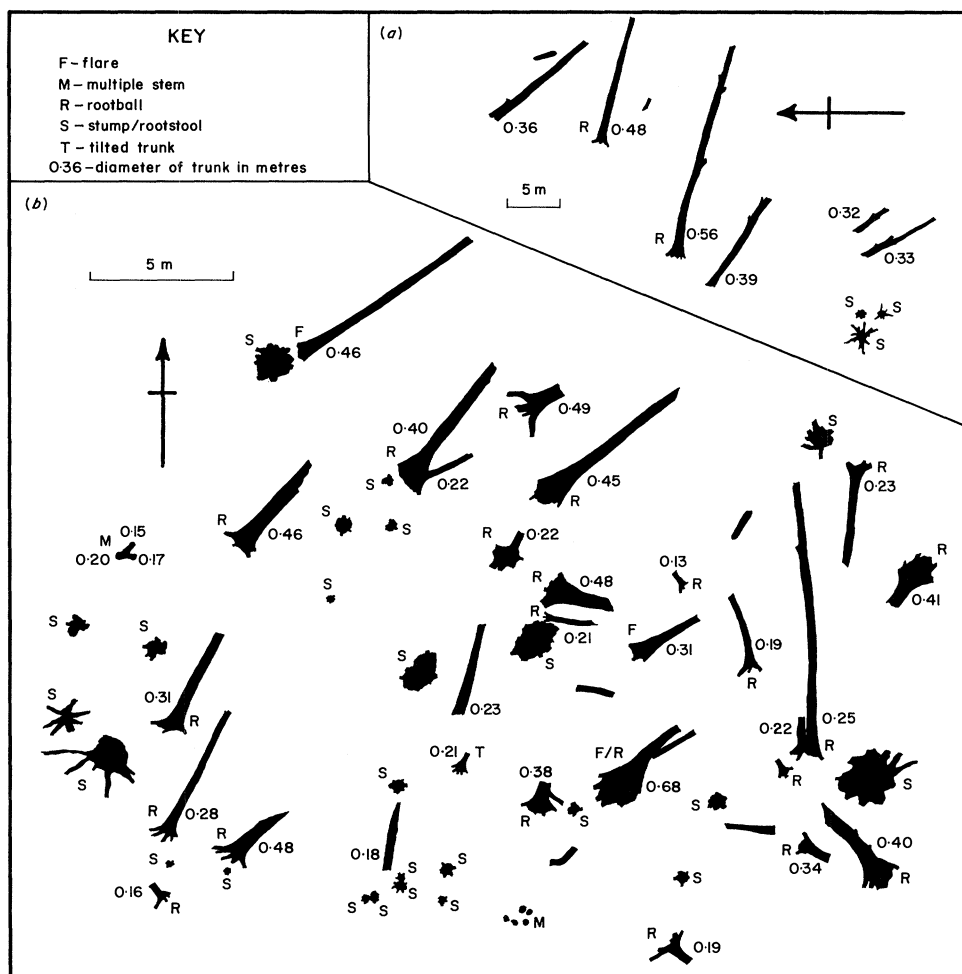 KEY
F – flare
M – multiple stem
R – rootball
S – stump/rootstool
T – tilted trunk
0·36 – diameter of trunk in metres
(a)
0·36
R 0·48
5 m
R 0·56
0·39
0·32
0·33
S S
S
(b)
5 m
S F
0·46
R 0·49
0·40
R
S 0·22
0·45
R
S
R
0·23
R 0·46
S S
R 0·22
M 0·15
0·20 0·17
S
R 0·48
0·13
R
R
0·41
S
S
R
0·21
S
F
0·31
0·19
R
S
0·23
0·31
R
S
S
0·21 T
F/R
0·68
0·22 0·25
R
R
S
R 0·28
S
0·38
R S
S
R
0·48
S S
0·18
S
S S
S S S
0·16
R
M
R
0·34
0·40
R
S
R 0·19